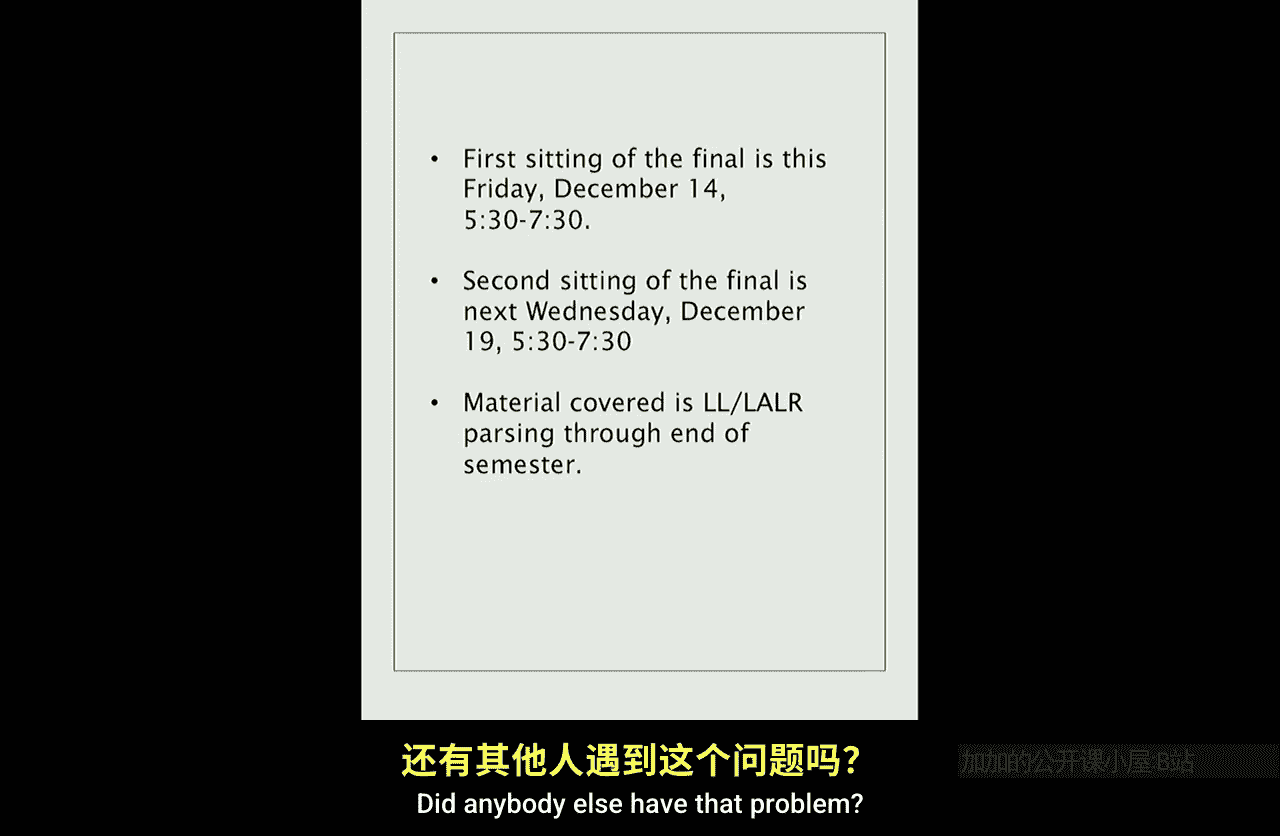 • First sitting of the final is this
Friday, December 14,
5:30-7:30.
• Second sitting of the final is
next Wednesday, December
19, 5:30-7:30
• Material covered is LL/LALR
parsing through end of
semester.
还有其他人遇到这个问题吗?
加加的公开课小屋 B站
Did anybody else have that problem?